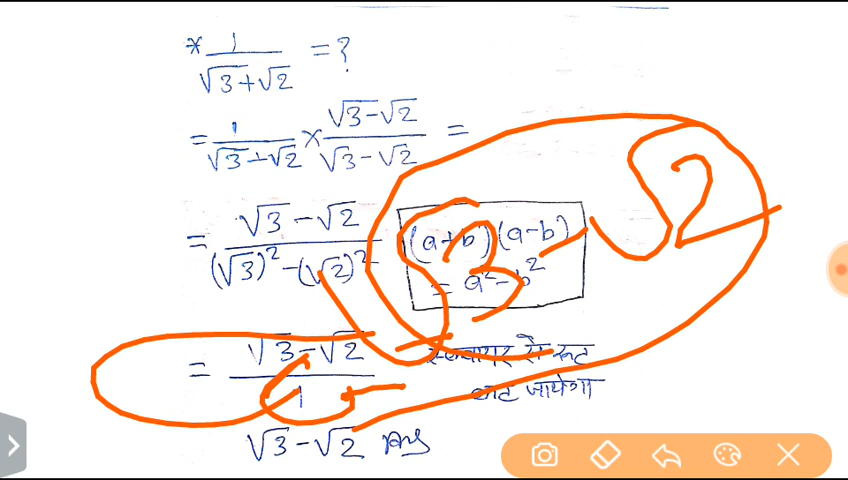 * 1/(√3+√2) = ?
= 1/(√3+√2) × (√3-√2)/(√3-√2) =
= (√3-√2)/((√3)²-(√2)²)
(a+b)(a-b)
= a²-b²
√3-√2
= (√3-√2)/1
से रूट
कट जायेगा
√3-√2 Ans